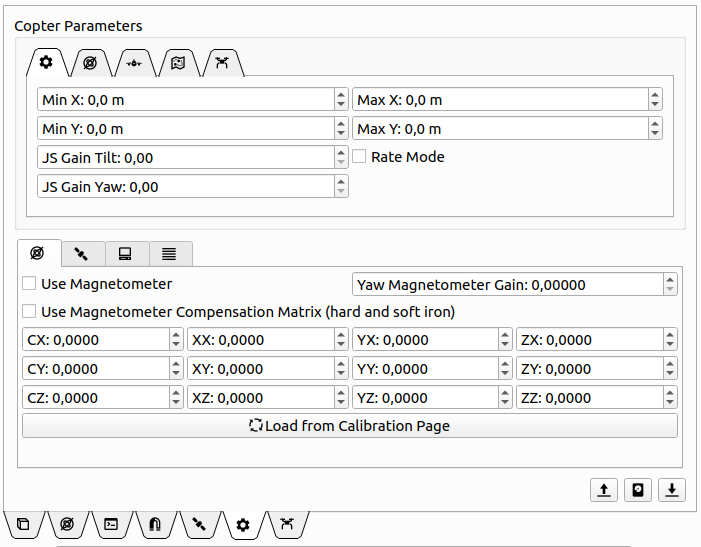 Copter Parameters
Min X: 0,0 m Max X: 0,0 m
Min Y: 0,0 m Max Y: 0,0 m
JS Gain Tilt: 0,00 Rate Mode
JS Gain Yaw: 0,00
Use Magnetometer Yaw Magnetometer Gain: 0,00000
Use Magnetometer Compensation Matrix (hard and soft iron)
CX: 0,0000 XX: 0,0000 YX: 0,0000 ZX: 0,0000
CY: 0,0000 XY: 0,0000 YY: 0,0000 ZY: 0,0000
CZ: 0,0000 XZ: 0,0000 YZ: 0,0000 ZZ: 0,0000
Load from Calibration Page